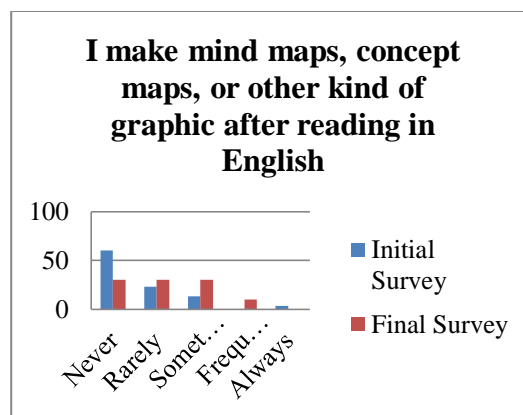 I make mind maps, concept
maps, or other kind of
graphic after reading in
English
100
50
0
Never
Rarely
Somet…
Frequ…
Always
Initial
Survey
Final Survey